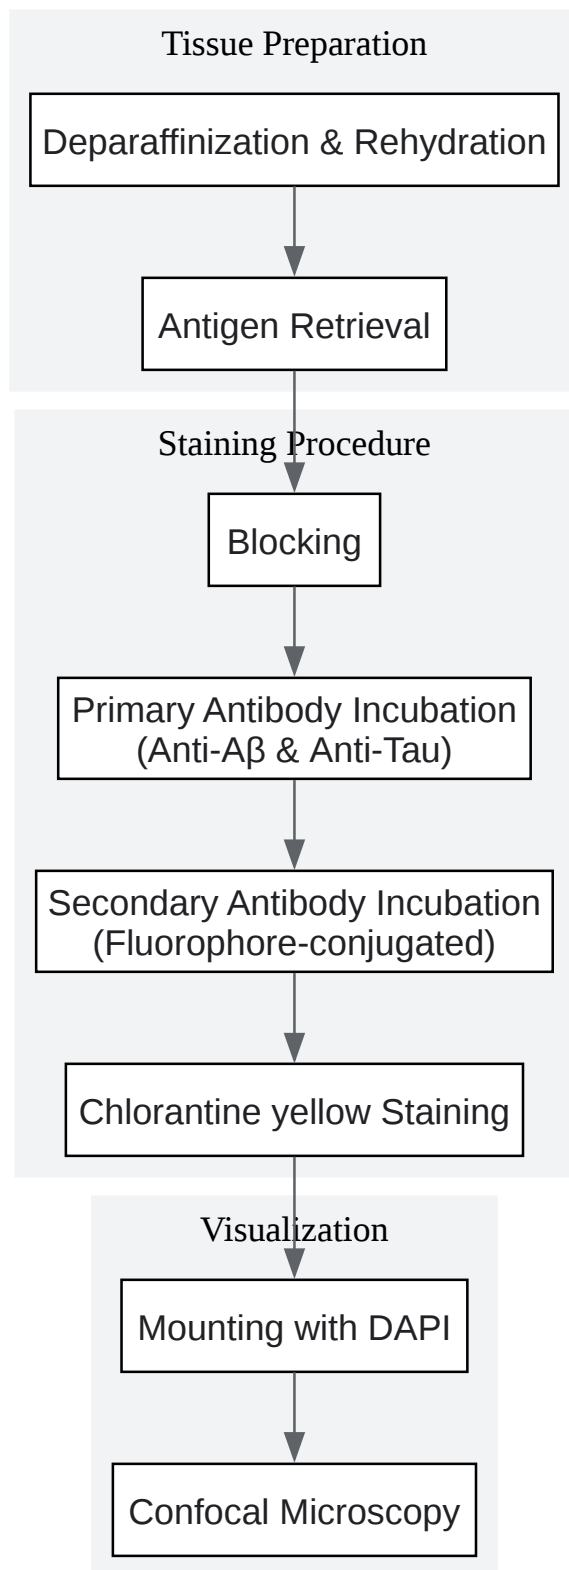 Tissue Preparation
Deparaffinization & Rehydration
Antigen Retrieval
Staining Procedure
Blocking
Primary Antibody Incubation
(Anti-Aβ & Anti-Tau)
Secondary Antibody Incubation
(Fluorophore-conjugated)
Chlorantine yellow Staining
Visualization
Mounting with DAPI
Confocal Microscopy